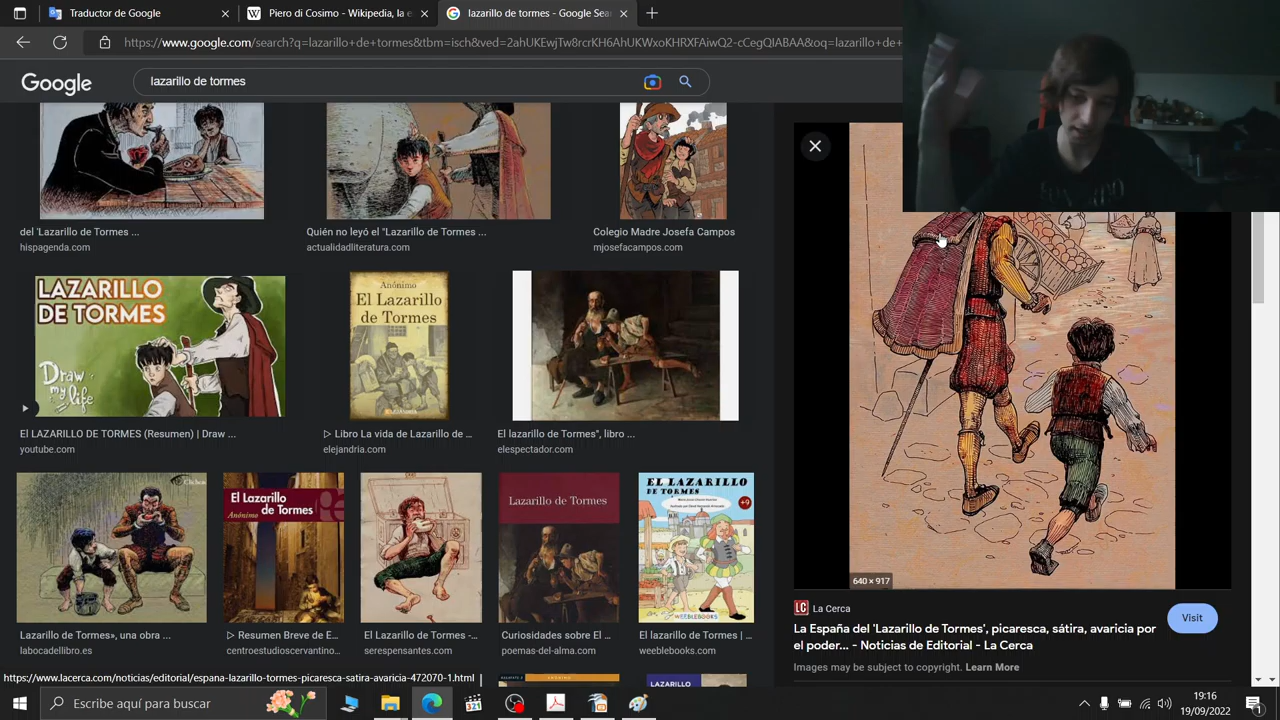 Traductor de Google
W Piero di Cosimo - Wikipedia, la e
lazarillo de tormes - Google Sea
https://www.google.com/search?q=lazarillo+de+tormes&tbm=isch&ved=2ahUKEwjTw8rcrKH6AhUKWxoKHRXFAiwQ2-cCegQIABAA&oq=lazarillo+de+
Google
lazarillo de tormes
del 'Lazarillo de Tormes ...
hispagenda.com
Quién no leyó el "Lazarillo de Tormes ...
actualidadliteratura.com
Colegio Madre Josefa Campos
mjosefacampos.com
LAZARILLO
DE TORMES
Draw
my life
El LAZARILLO DE TORMES (Resumen) | Draw ...
youtube.com
Anónimo
El Lazarillo
de Tormes
▷ Libro La vida de Lazarillo de ...
elejandria.com
El lazarillo de Tormes", libro ...
elespectador.com
Lazarillo de Tormes», una obra ...
labocadellibro.es
El Lazarillo
de Tormes
Anónimo
▷ Resumen Breve de E...
centroestudioscervantino...
El Lazarillo de Tormes -...
serespensantes.com
Lazarillo de Tormes
Curiosidades sobre El ...
poemas-del-alma.com
EL LAZARILLO
DE TORMES
+9
WEEBLEBOOKS
El lazarillo de Tormes | ...
weeblebooks.com
LAZARILLO
640 × 917
LC La Cerca
La España del 'Lazarillo de Tormes', picaresca, sátira, avaricia por
el poder... - Noticias de Editorial - La Cerca
Visit
Images may be subject to copyright. Learn More
https://www.lacerca.com/noticias/editorial/espana-lazarillo-tormes-picaresca-satira-avaricia-472070-1.html
Escribe aquí para buscar
321
19:16
19/09/2022
1